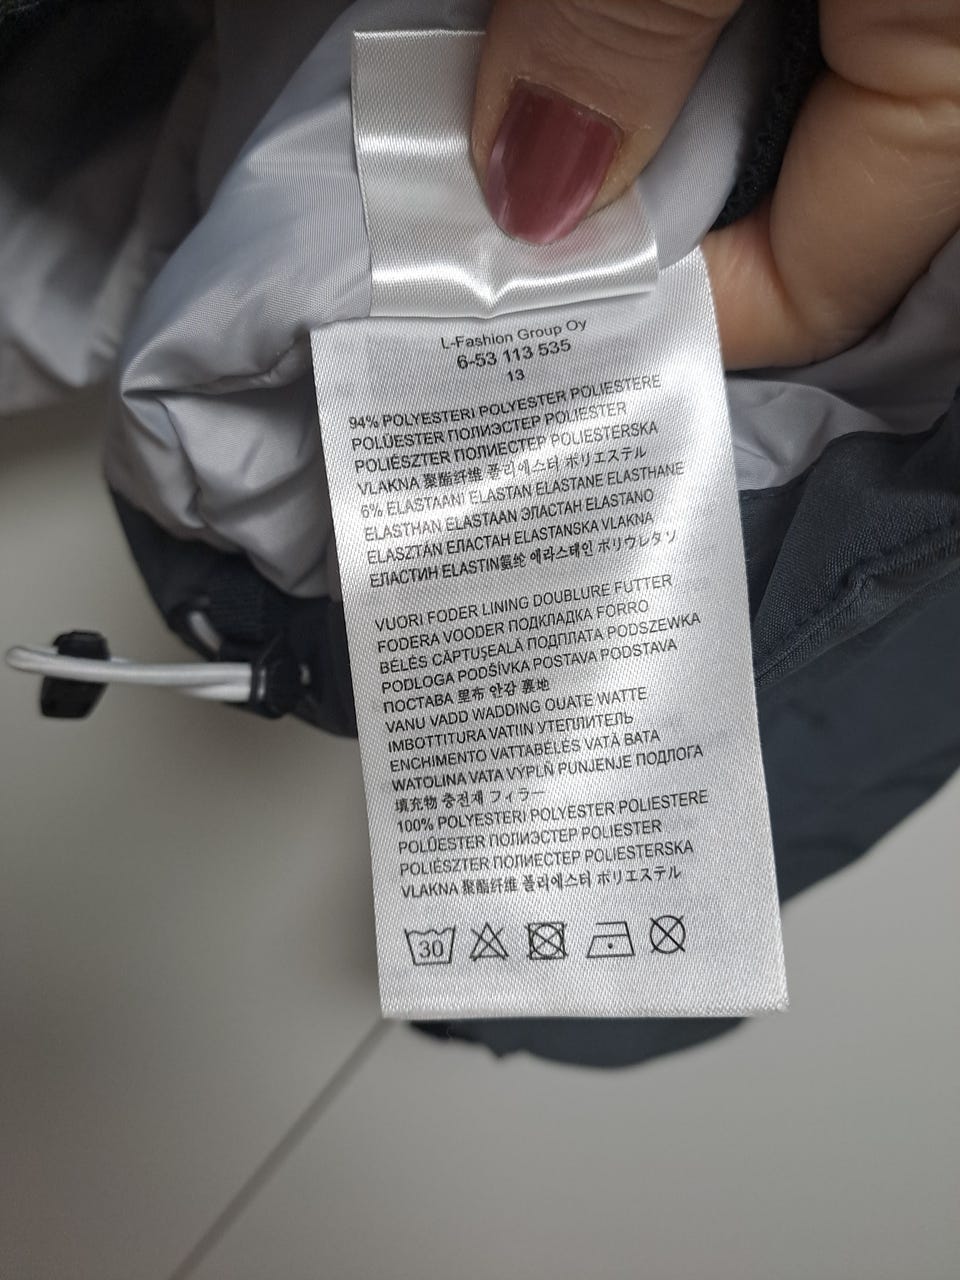 L-Fashion Group Oy
6-53 113 535
13
94% POLYESTERI POLYESTER POLIESTERE
POLÜESTER ПОЛИЭСТЕР POLIESTER
POLIÉSZTER ПОЛИЕСТЕР POLIESTERSKA
VLAKNA 聚酯纤维 폴리에스터 ポリエステル
6% ELASTAANI ELASTAN ELASTANE ELASTHANE
ELASTHAN ELASTAAN ЭЛАСТАН ELASTANO
ELASZTÁN ЕЛАСТАН ELASTANSKA VLAKNA
ЕЛАСТИН ELASTIN氨纶 에라스테인 ポリウレタン
VUORI FODER LINING DOUBLURE FUTTER
FODERA VOODER ПОДКЛАДКА FORRO
BÉLÉS CĂPTUŞEALĂ ПОДПЛАТА PODSZEWKA
PODLOGA PODŠÍVKA POSTAVA PODSTAVA
ПОСТАВА 里布 안감 裏地
VANU VADD WADDING OUATE WATTE
IMBOTTITURA VATIIN УТЕПЛИТЕЛЬ
ENCHIMENTO VATTABÉLÉS VATĂ ВАТА
WATOLINA VATA VÝPLŇ PUNJENJE ПОДЛОГА
填充物 충전재 フィラー
100% POLYESTERI POLYESTER POLIESTERE
POLÜESTER ПОЛИЭСТЕР POLIESTER
POLIÉSZTER ПОЛИЕСТЕР POLIESTERSKA
VLAKNA 聚酯纤维 폴리에스터 ポリエステル
30